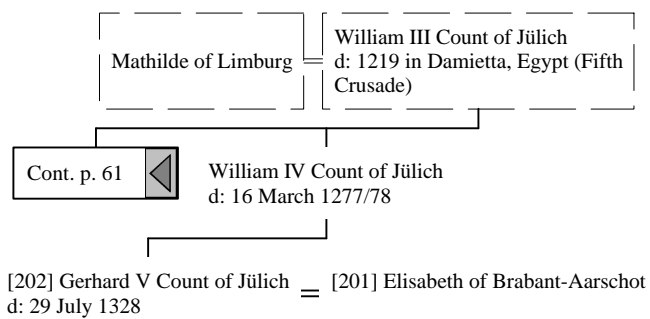 Mathilde of Limburg
William III Count of Jülich
d: 1219 in Damietta, Egypt (Fifth
Crusade)
Cont. p. 61
William IV Count of Jülich
d: 16 March 1277/78
[202] Gerhard V Count of Jülich
d: 29 July 1328
=
[201] Elisabeth of Brabant-Aarschot